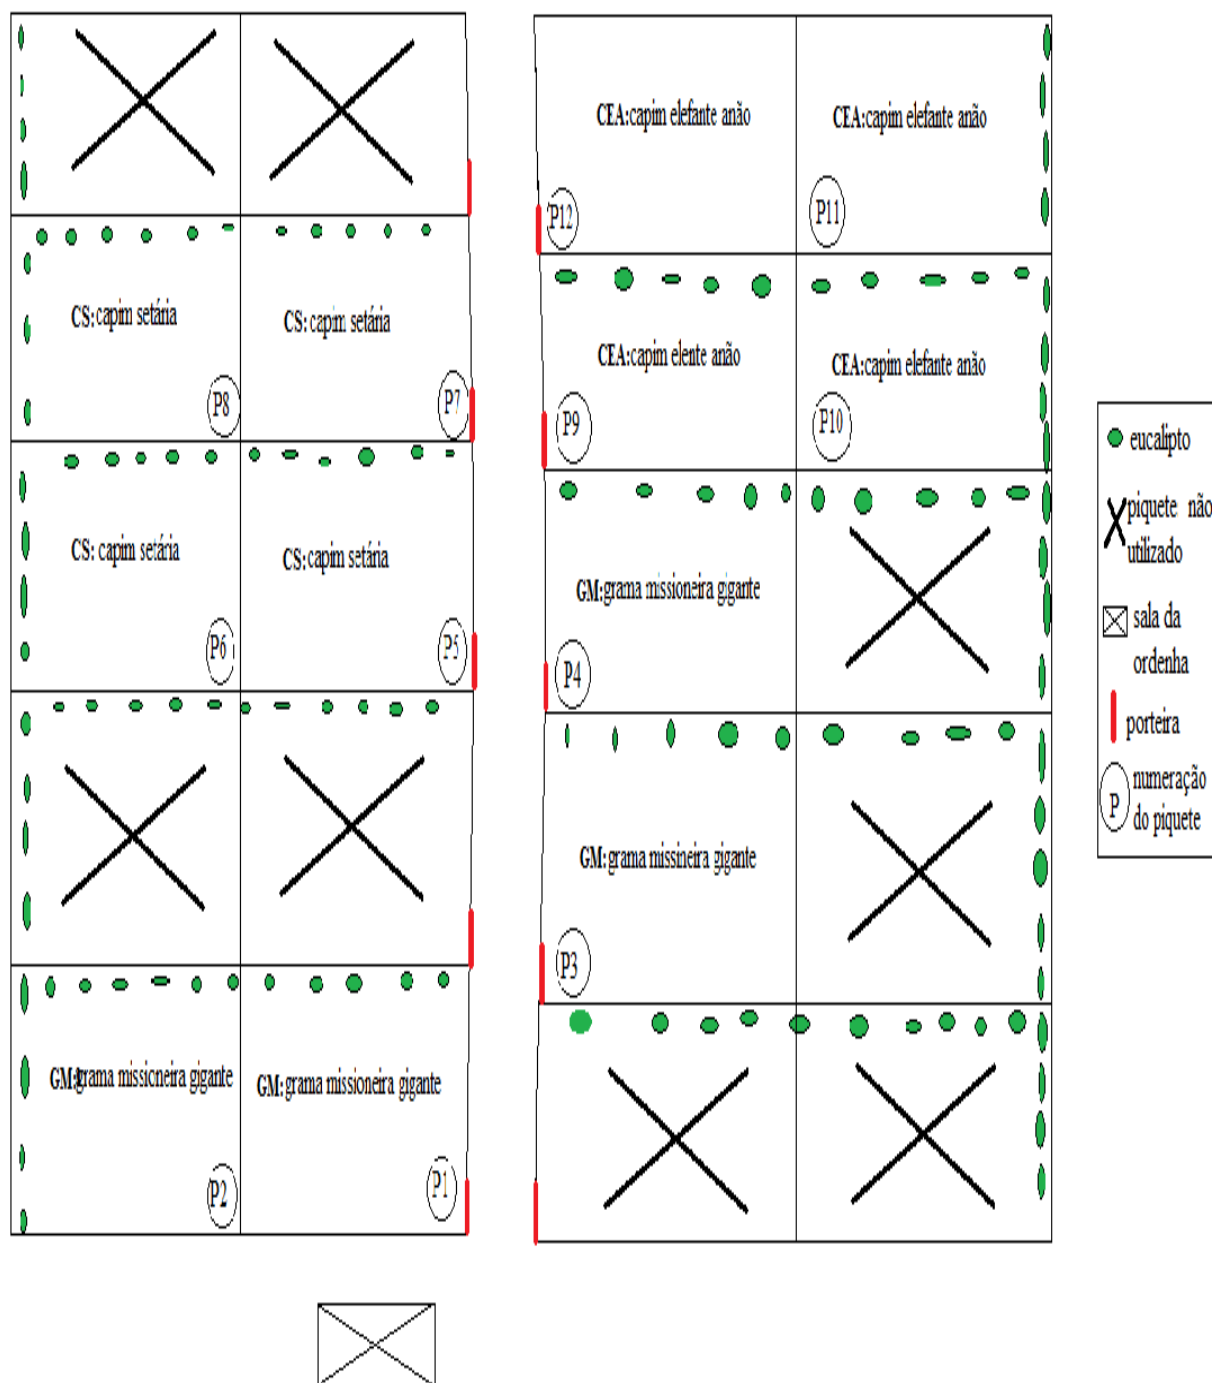 CEA:capim elefante anão
CEA:capim elefante anão
P12
P11
CS: capim setária
CS: capim setária
P8
P7
CEA:capim elente anão
CEA:capim elefante anão
P9
P10
CS: capim setária
CS: capim setária
P6
P5
GM:grama missioneira gigante
P4
GM:grama missineira gigante
P3
GM:grama missioneira gigante
GM:grama missioneira gigante
P2
P1
eucalipto
piquete não
utilizado
sala da
ordenha
porteira
P
numeração
do piquete